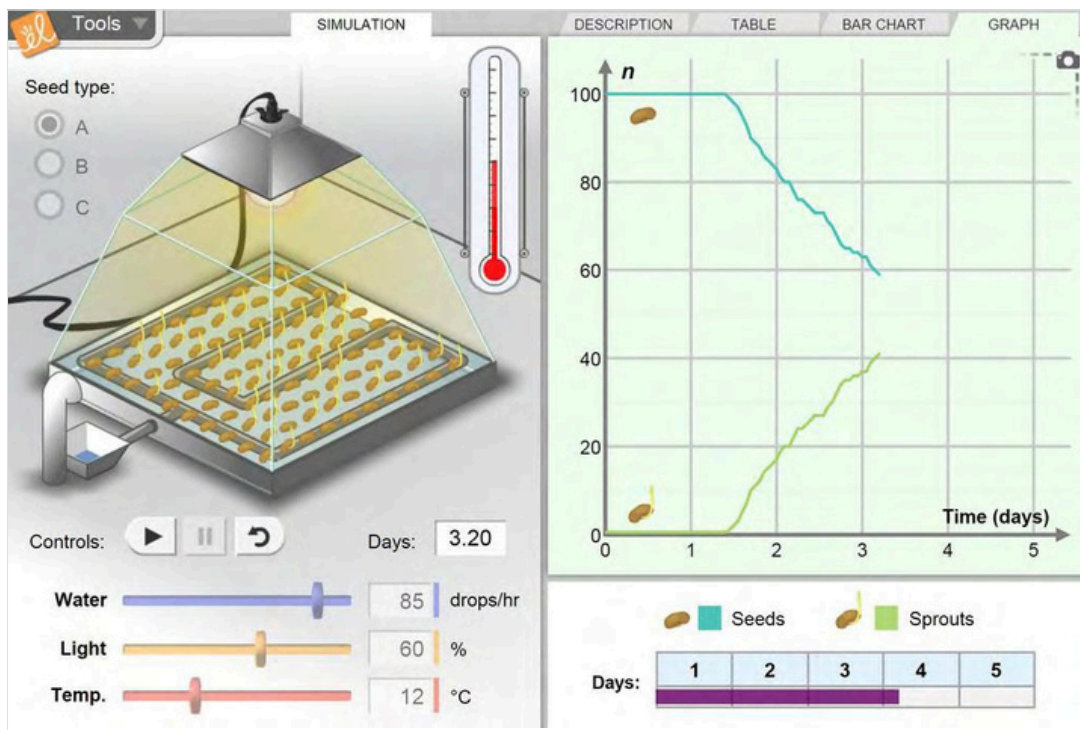 Tools
SIMULATION
DESCRIPTION
TABLE
BAR CHART
GRAPH
Seed type:
A
B
C
n
100
80
60
40
20
0
Time (days)
0 1 2 3 4 5
Controls:
Days: 3.20
Water 85 drops/hr
Light 60 %
Temp. 12 °C
Seeds
Sprouts
Days: 1 2 3 4 5